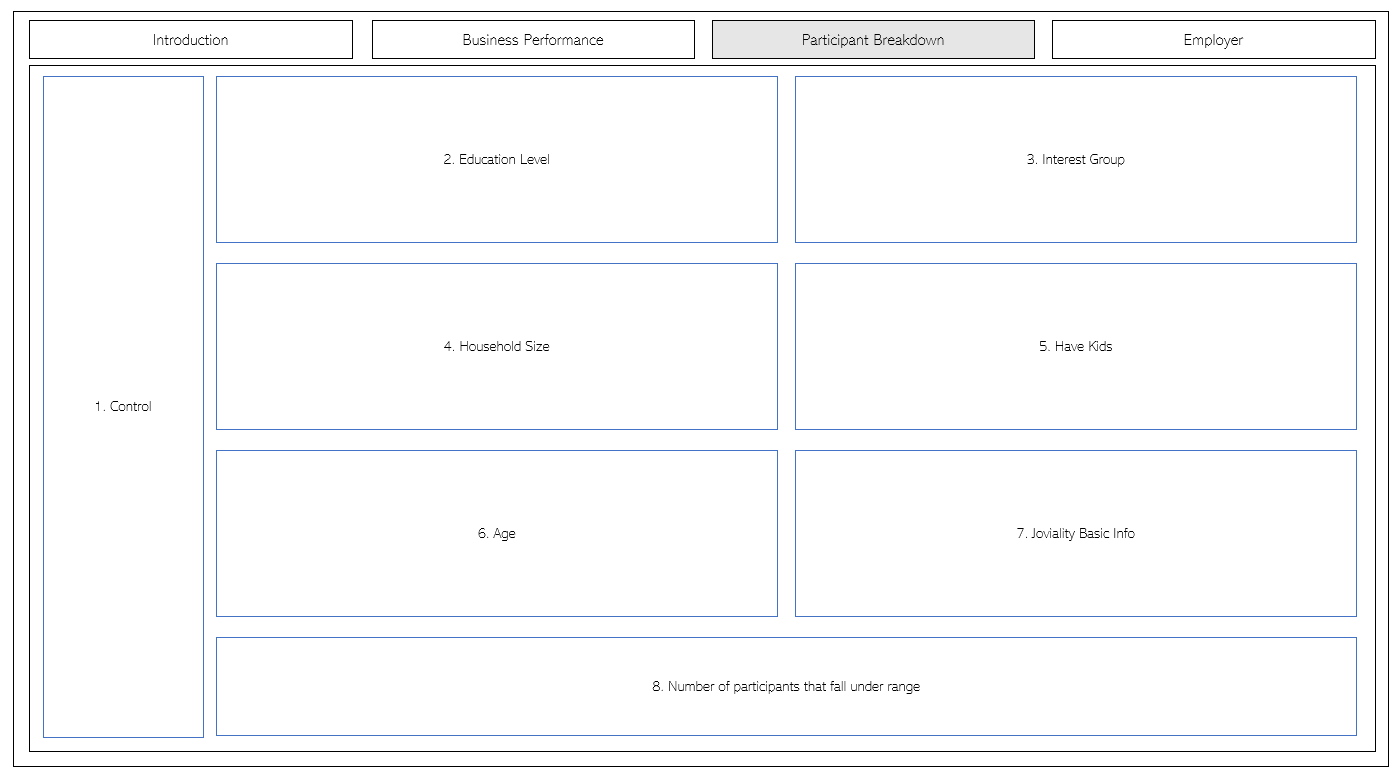 Introduction
Business Performance
Participant Breakdown
Employer
1. Control
2. Education Level
3. Interest Group
4. Household Size
5. Have Kids
6. Age
7. Joviality Basic Info
8. Number of participants that fall under range